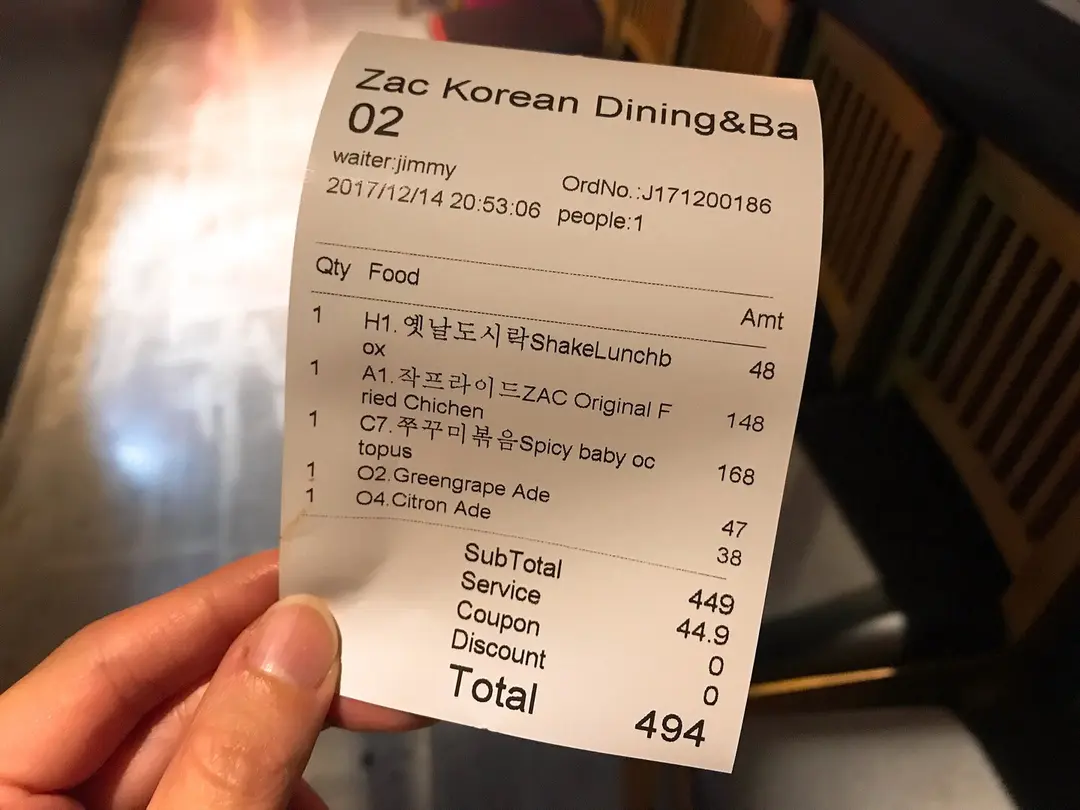 Zac Korean Dining&Ba
02
waiter:jimmy OrdNo.:J171200186
2017/12/14 20:53:06 people:1
Qty Food Amt
1 H1.옛날도시락ShakeLunchb 48
ox
1 A1.작프라이드ZAC Original F 148
ried Chichen
1 C7.쭈꾸미볶음Spicy baby oc 168
topus
1 O2.Greengrape Ade 47
1 O4.Citron Ade 38
SubTotal 449
Service 44.9
Coupon 0
Discount 0
Total 494